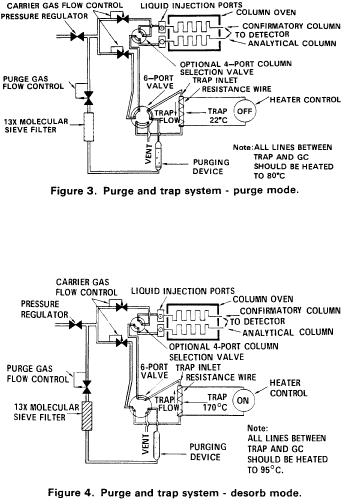 CARRIER GAS FLOW CONTROL
PRESSURE REGULATOR
LIQUID INJECTION PORTS
COLUMN OVEN
CONFIRMATORY COLUMN
TO DETECTOR
ANALYTICAL COLUMN
OPTIONAL 4-PORT COLUMN
SELECTION VALVE
PURGE GAS
FLOW CONTROL
6-PORT
VALVE
TRAP INLET
RESISTANCE WIRE
HEATER CONTROL
TRAP
FLOW
TRAP
22°C
OFF
13X MOLECULAR
SIEVE FILTER
VENT
PURGING
DEVICE
Note: ALL LINES BETWEEN
TRAP AND GC
SHOULD BE HEATED
TO 80°C
Figure 3. Purge and trap system - purge mode.
CARRIER GAS
FLOW CONTROL
LIQUID INJECTION PORTS
PRESSURE
REGULATOR
COLUMN OVEN
CONFIRMATORY COLUMN
TO DETECTOR
ANALYTICAL COLUMN
OPTIONAL 4-PORT COLUMN
SELECTION VALVE
PURGE GAS
FLOW CONTROL
6-PORT
VALVE
TRAP INLET
RESISTANCE WIRE
HEATER
CONTROL
TRAP
FLOW
TRAP
170°C
ON
13X MOLECULAR
SIEVE FILTER
VENT
PURGING
DEVICE
Note:
ALL LINES BETWEEN
TRAP AND GC
SHOULD BE HEATED
TO 95°C.
Figure 4. Purge and trap system - desorb mode.